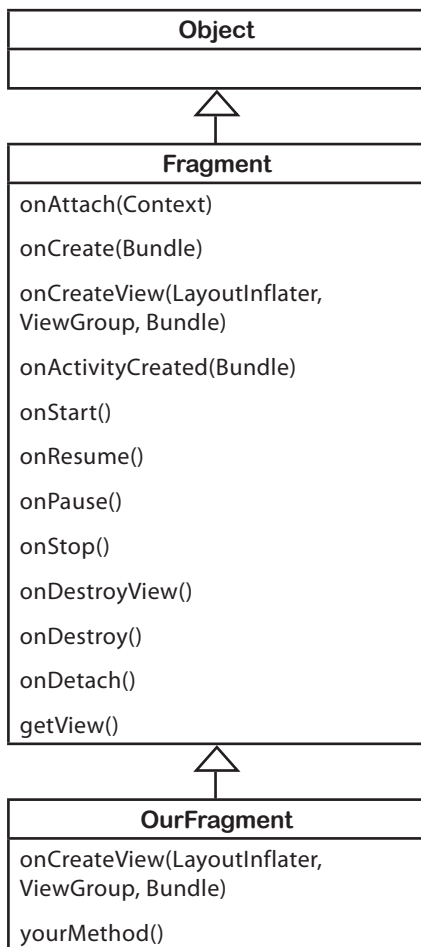 Object
Fragment
onAttach(Context)
onCreate(Bundle)
onCreateView(LayoutInflater,
ViewGroup, Bundle)
onActivityCreated(Bundle)
onStart()
onResume()
onPause()
onStop()
onDestroyView()
onDestroy()
onDetach()
getView()
OurFragment
onCreateView(LayoutInflater,
ViewGroup, Bundle)
yourMethod()